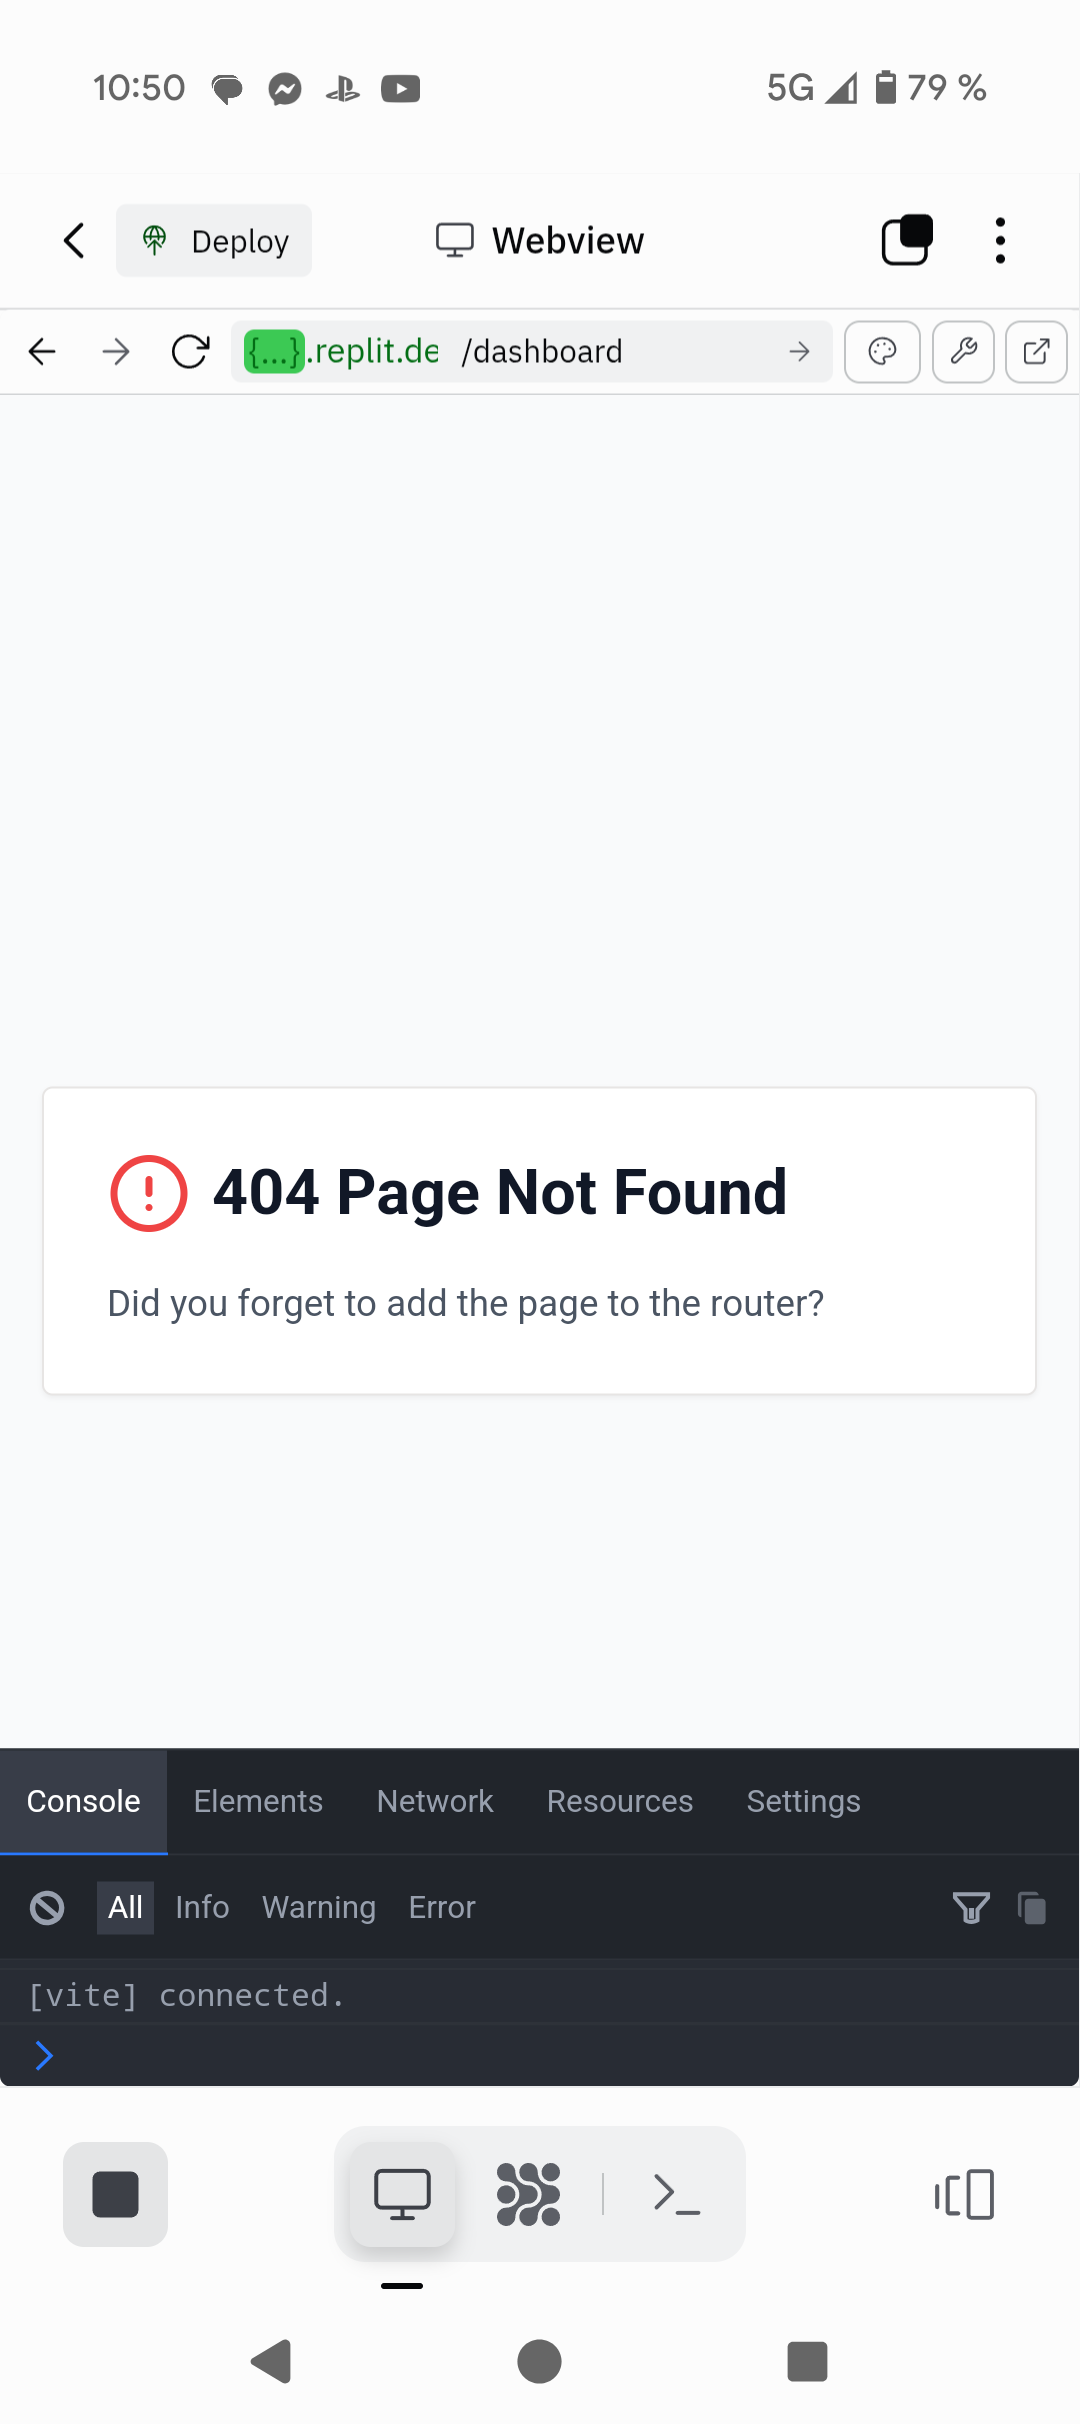 10:50
5G 79 %
Deploy
Webview
{...}.replit.de /dashboard
404 Page Not Found
Did you forget to add the page to the router?
Console Elements Network Resources Settings
All Info Warning Error
[vite] connected.